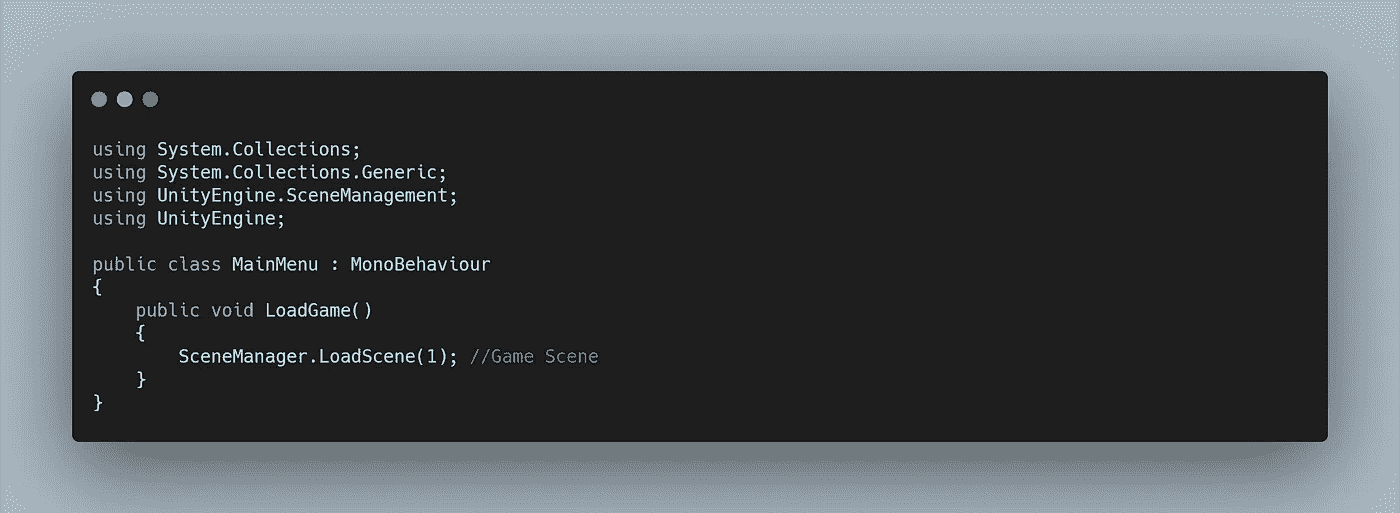 using System.Collections;
using System.Collections.Generic;
using UnityEngine.SceneManagement;
using UnityEngine;
public class MainMenu : MonoBehaviour
{
    public void LoadGame()
    {
        SceneManager.LoadScene(1); //Game Scene
    }
}